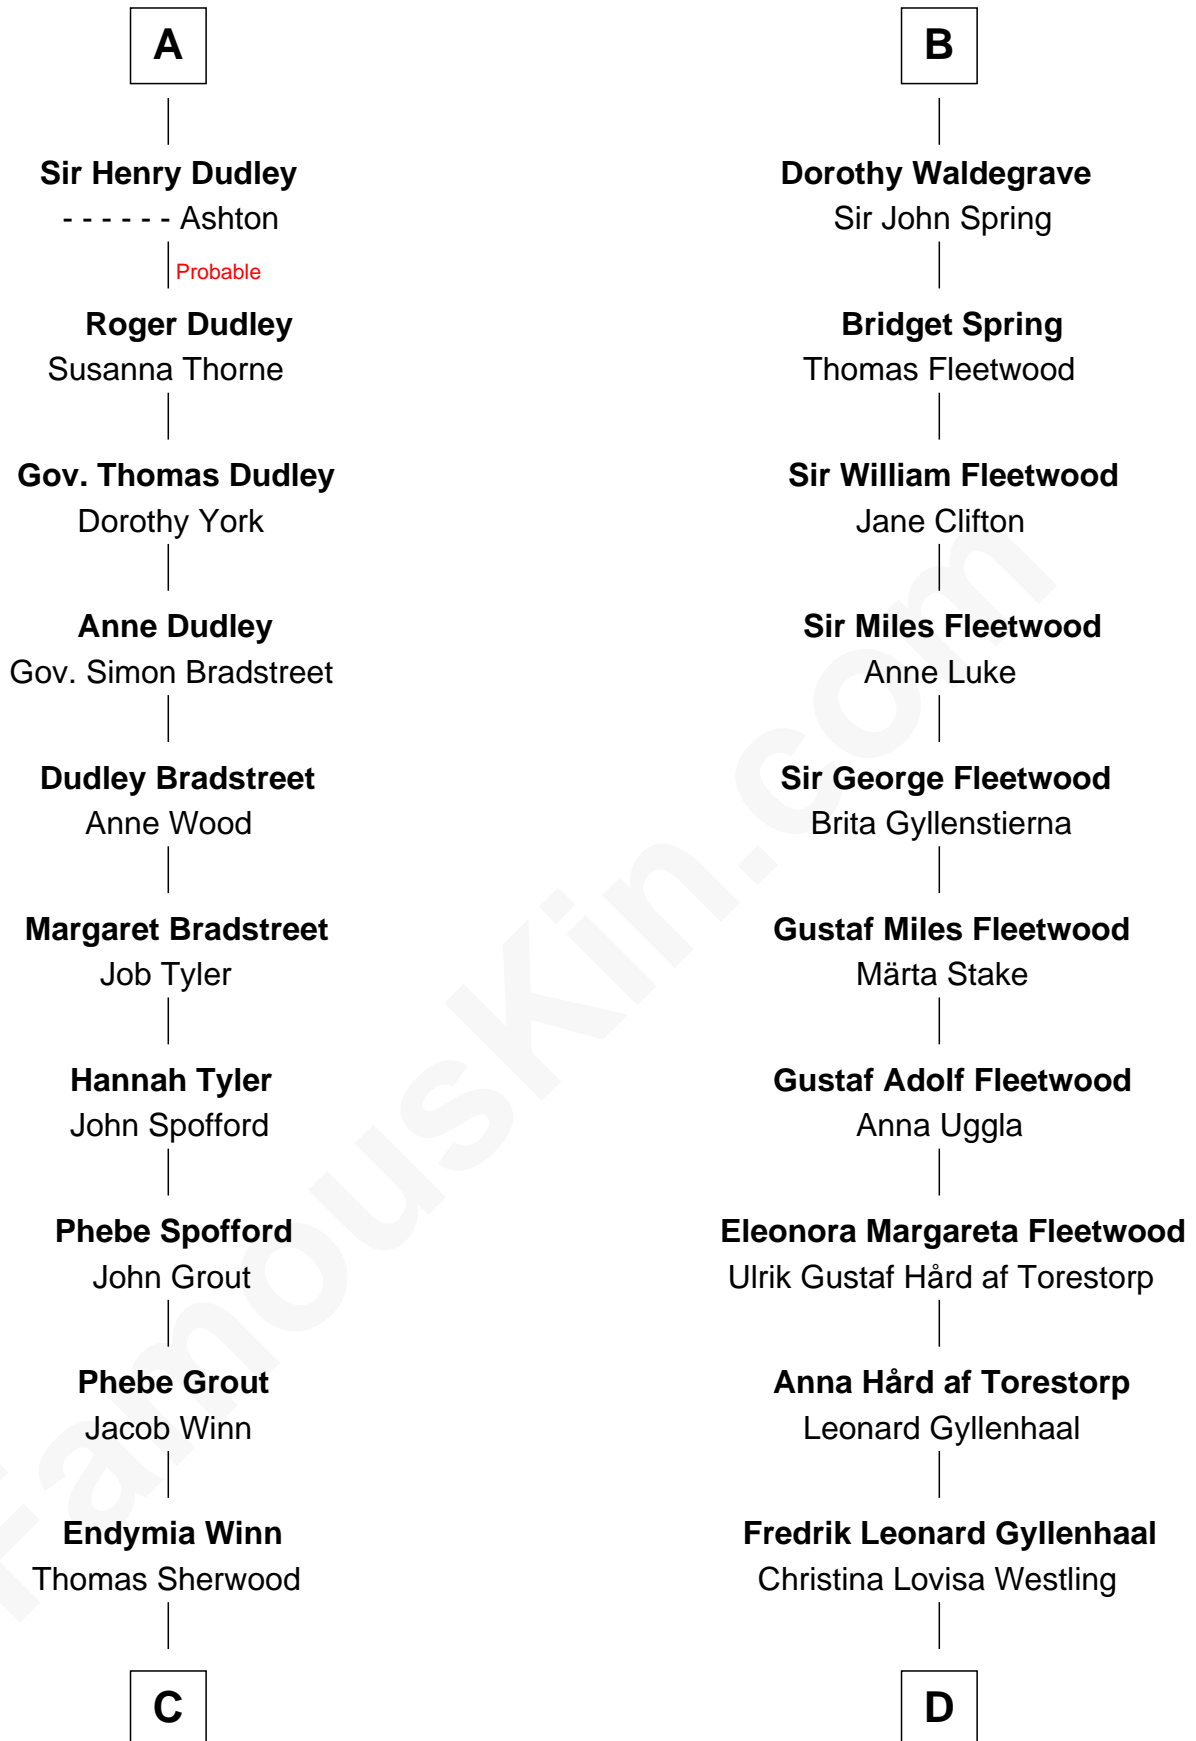 A
Sir Henry Dudley
- - - - - - Ashton
Probable
Roger Dudley
Susanna Thorne
Gov. Thomas Dudley
Dorothy York
Anne Dudley
Gov. Simon Bradstreet
Dudley Bradstreet
Anne Wood
Margaret Bradstreet
Job Tyler
Hannah Tyler
John Spofford
Phebe Spofford
John Grout
Phebe Grout
Jacob Winn
Endymia Winn
Thomas Sherwood
C
B
Dorothy Waldegrave
Sir John Spring
Bridget Spring
Thomas Fleetwood
Sir William Fleetwood
Jane Clifton
Sir Miles Fleetwood
Anne Luke
Sir George Fleetwood
Brita Gyllenstierna
Gustaf Miles Fleetwood
Märta Stake
Gustaf Adolf Fleetwood
Anna Uggla
Eleonora Margareta Fleetwood
Ulrik Gustaf Hård af Torestorp
Anna Hård af Torestorp
Leonard Gyllenhaal
Fredrik Leonard Gyllenhaal
Christina Lovisa Westling
D
FamousKin.com